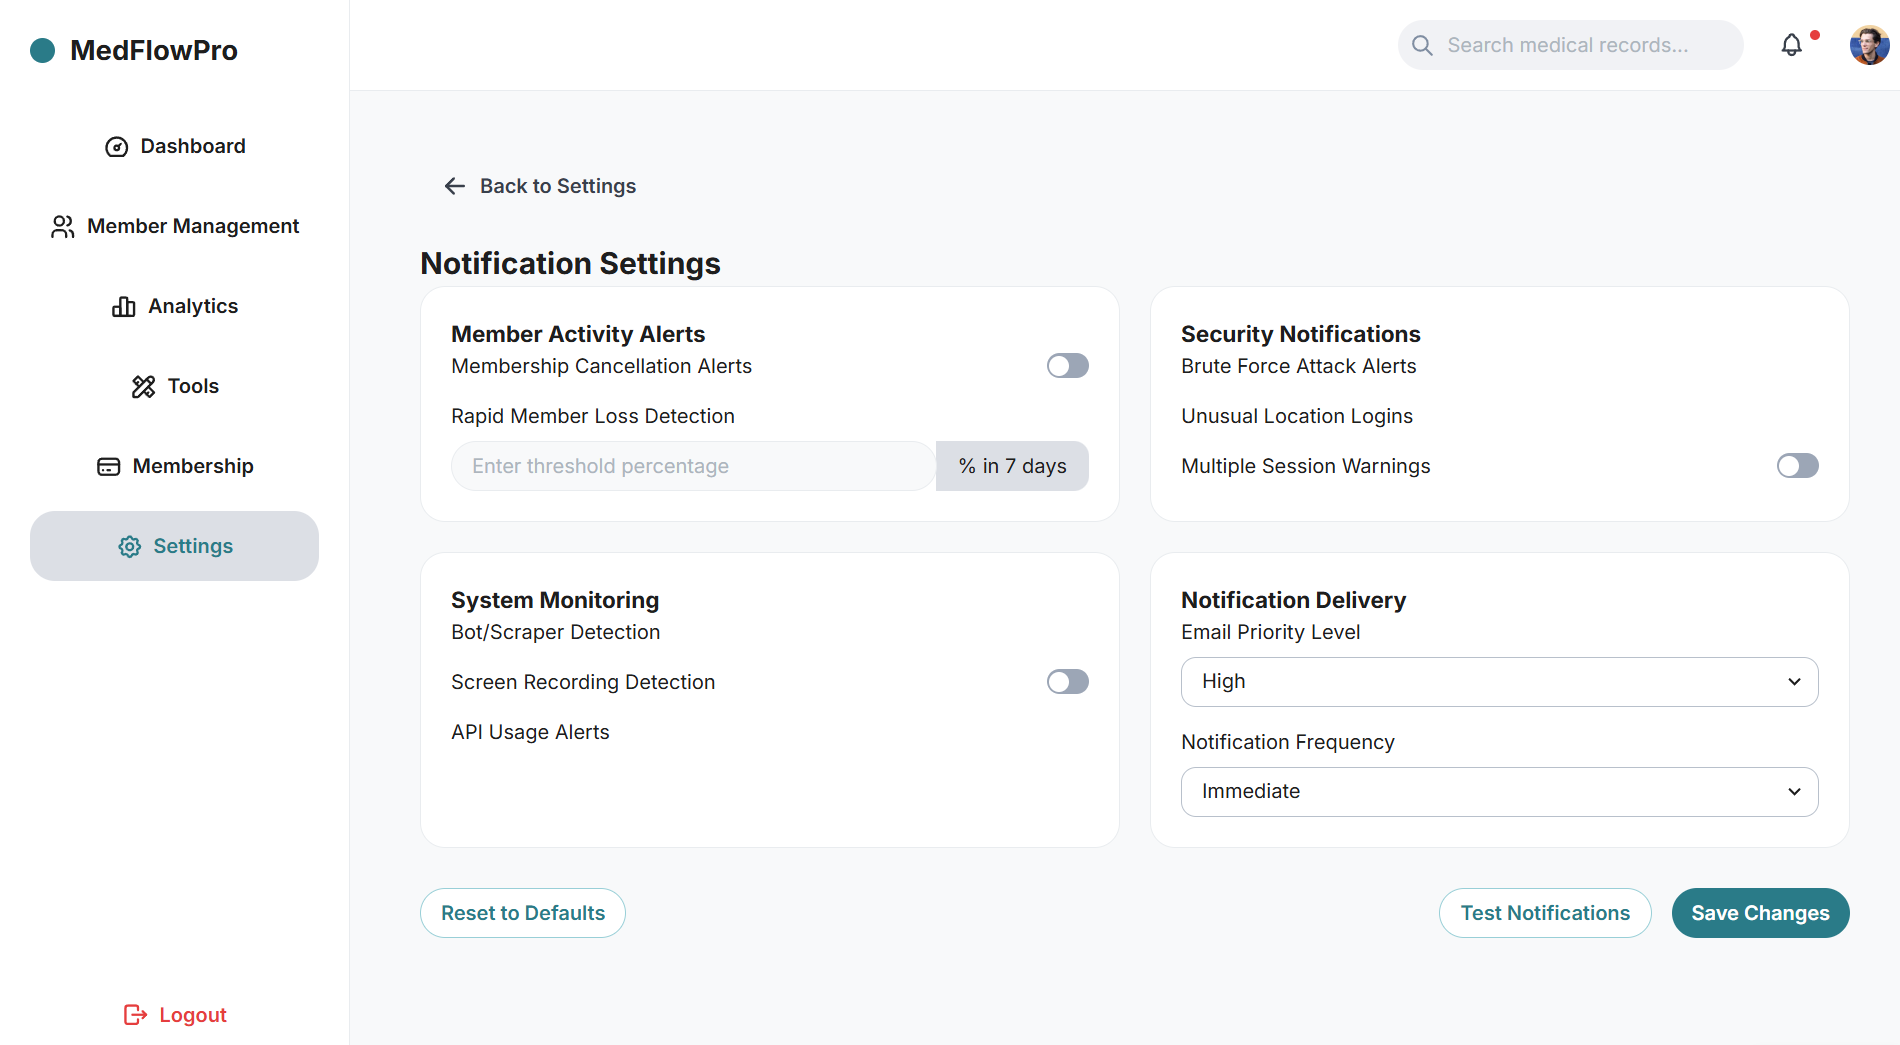 MedFlowPro
Search medical records...
Dashboard
Member Management
Analytics
Tools
Membership
Settings
Logout
Back to Settings
Notification Settings
Member Activity Alerts
Membership Cancellation Alerts
Rapid Member Loss Detection
Enter threshold percentage
% in 7 days
Security Notifications
Brute Force Attack Alerts
Unusual Location Logins
Multiple Session Warnings
System Monitoring
Bot/Scraper Detection
Screen Recording Detection
API Usage Alerts
Notification Delivery
Email Priority Level
High
Notification Frequency
Immediate
Reset to Defaults
Test Notifications
Save Changes